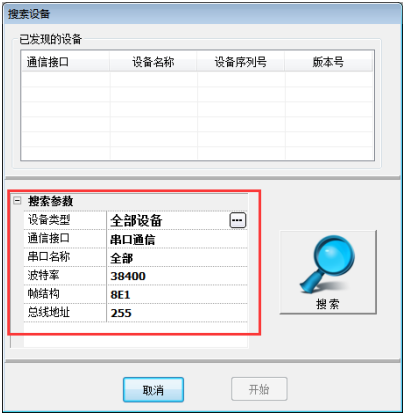 搜索设备
已发现的设备
通信接口 设备名称 设备序列号 版本号
搜索参数
设备类型 全部设备 ...
通信接口 串口通信
串口名称 全部
波特率 38400
帧结构 8E1
总线地址 255
搜索
取消 开始